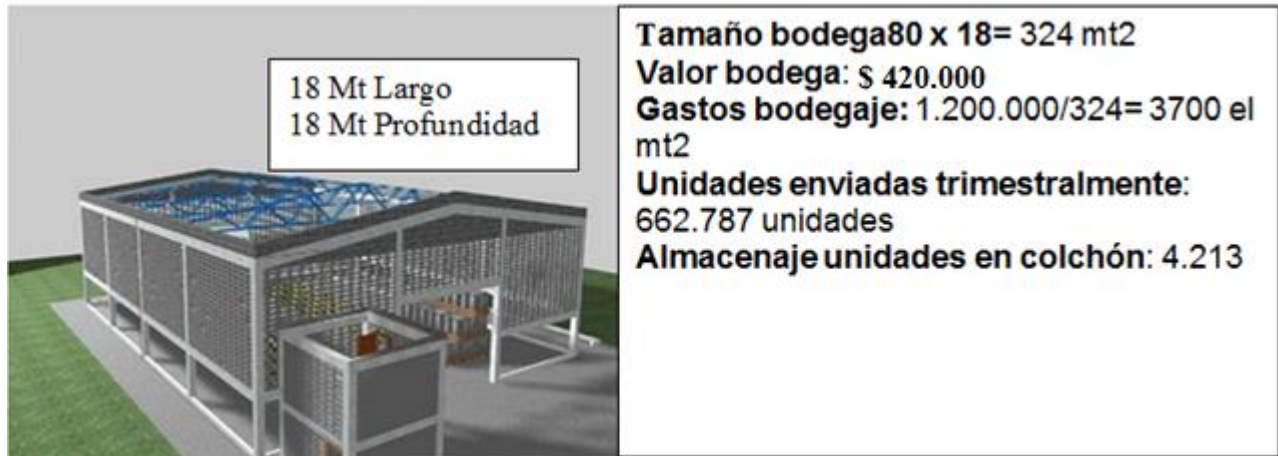 18 Mt Largo
18 Mt Profundidad
Tamaño bodega80 x 18= 324 mt2
Valor bodega: $ 420.000
Gastos bodegaje: 1.200.000/324= 3700 el
mt2
Unidades enviadas trimestralmente:
662.787 unidades
Almacenaje unidades en colchón: 4.213